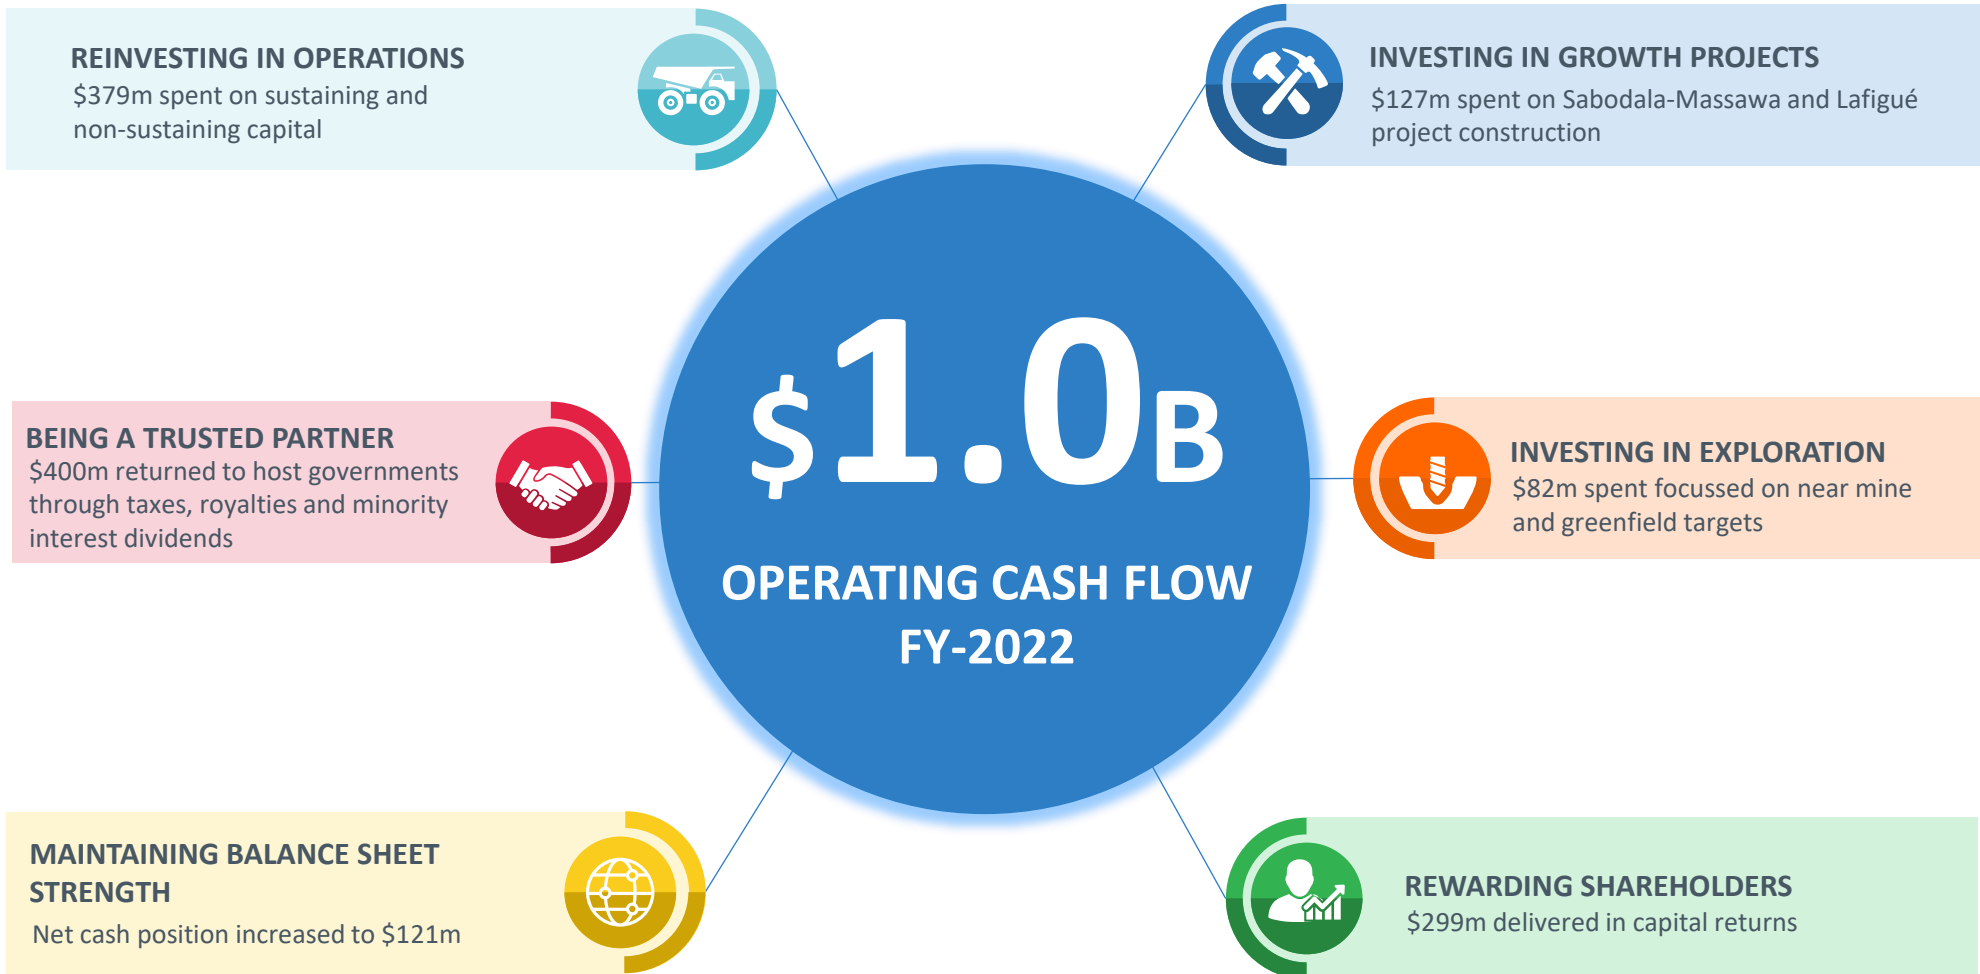 REINVESTING IN OPERATIONS
$379m spent on sustaining and
non-sustaining capital
INVESTING IN GROWTH PROJECTS
$127m spent on Sabodala-Massawa and Lafigué
project construction
BEING A TRUSTED PARTNER
$400m returned to host governments
through taxes, royalties and minority
interest dividends
$1.0B
OPERATING CASH FLOW
FY-2022
INVESTING IN EXPLORATION
$82m spent focussed on near mine
and greenfield targets
MAINTAINING BALANCE SHEET
STRENGTH
Net cash position increased to $121m
REWARDING SHAREHOLDERS
$299m delivered in capital returns